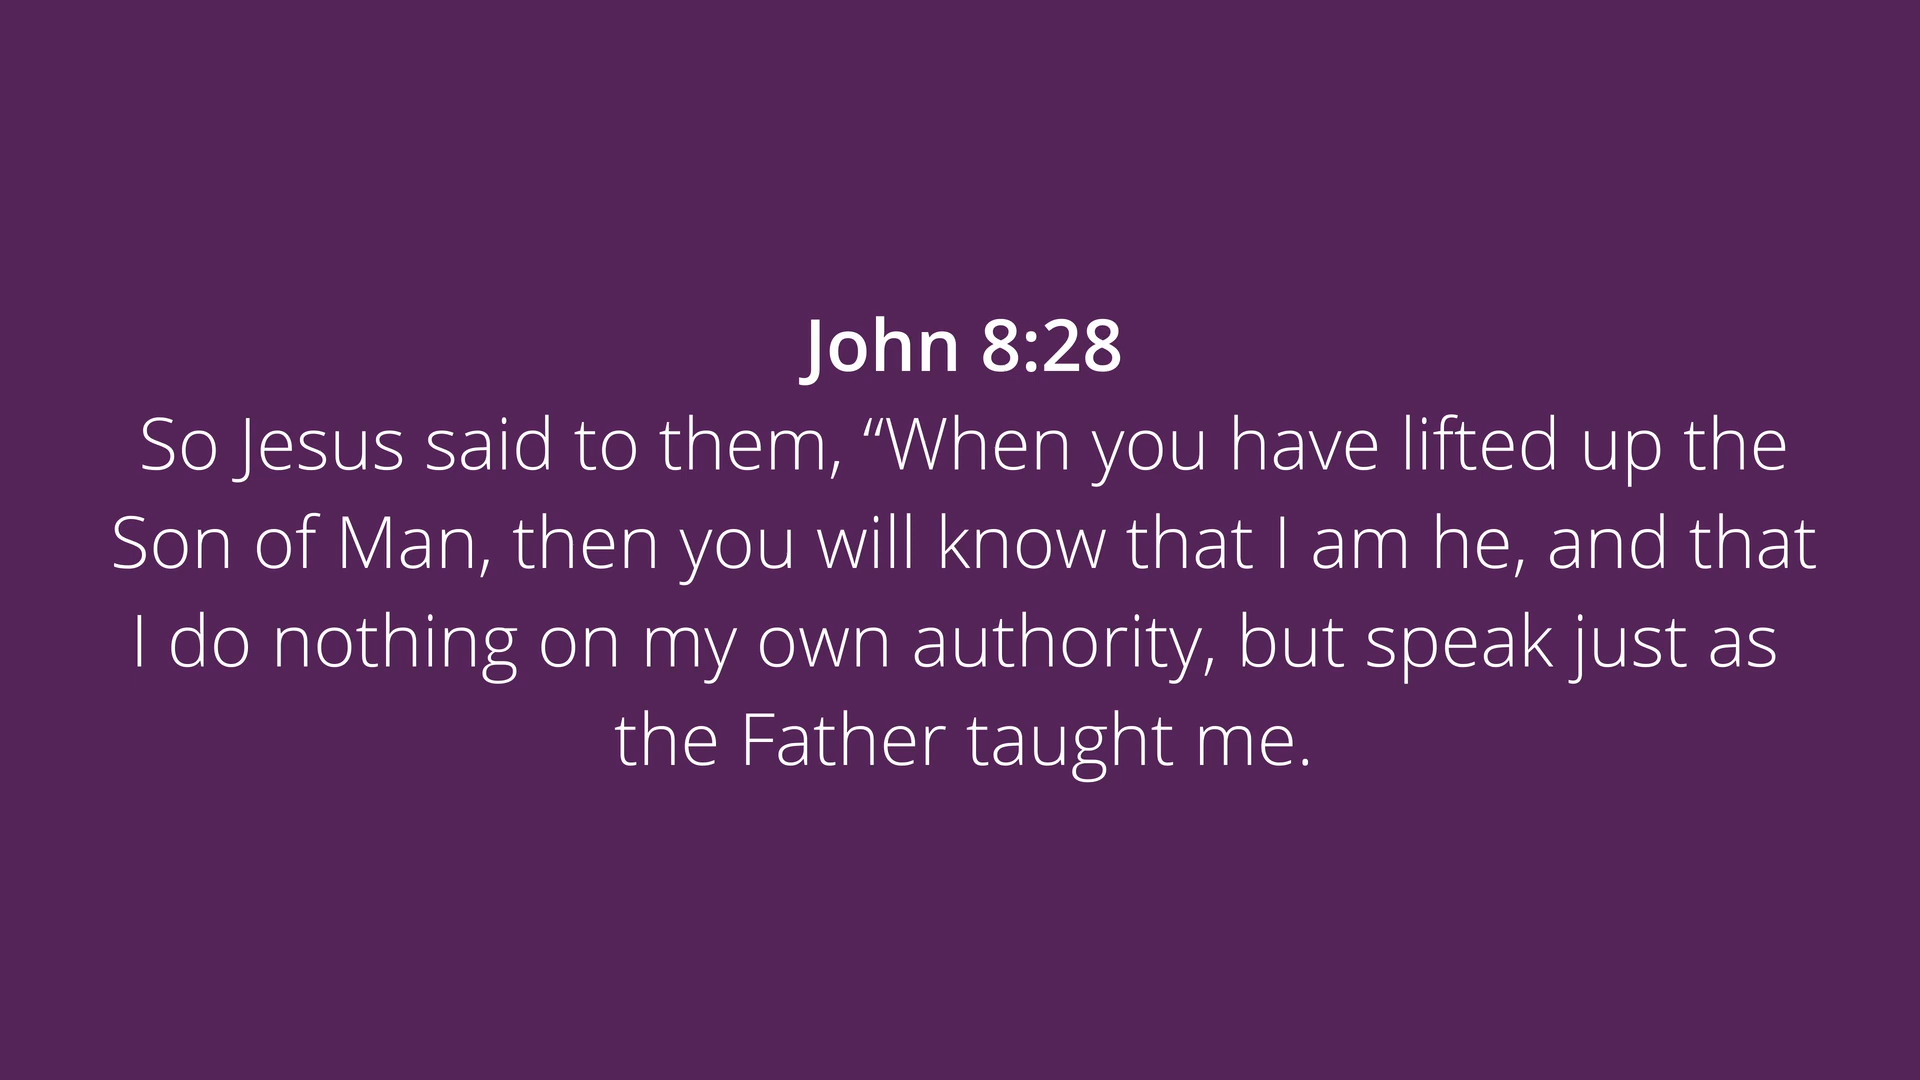 John 8:28
So Jesus said to them, “When you have lifted up the
Son of Man, then you will know that I am he, and that
I do nothing on my own authority, but speak just as
the Father taught me.